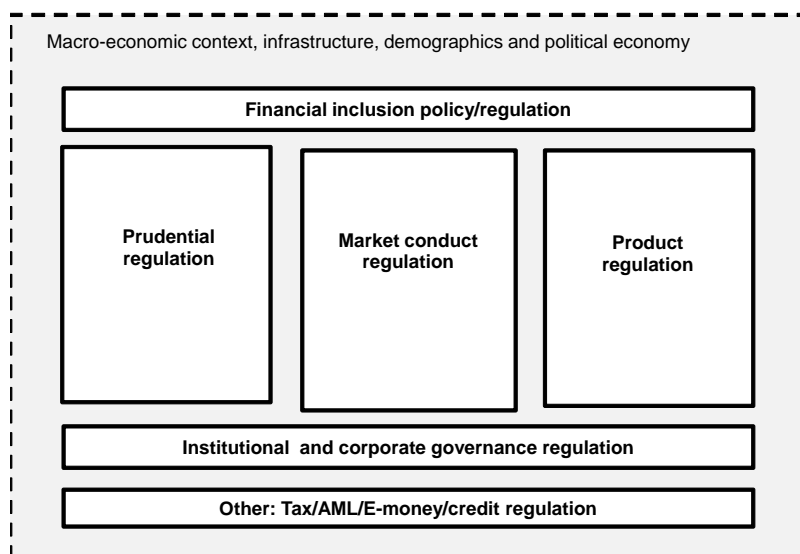 Macro-economic context, infrastructure, demographics and political economy
Financial inclusion policy/regulation
Prudential
regulation
Market conduct
regulation
Product
regulation
Institutional  and corporate governance regulation
Other: Tax/AML/E-money/credit regulation